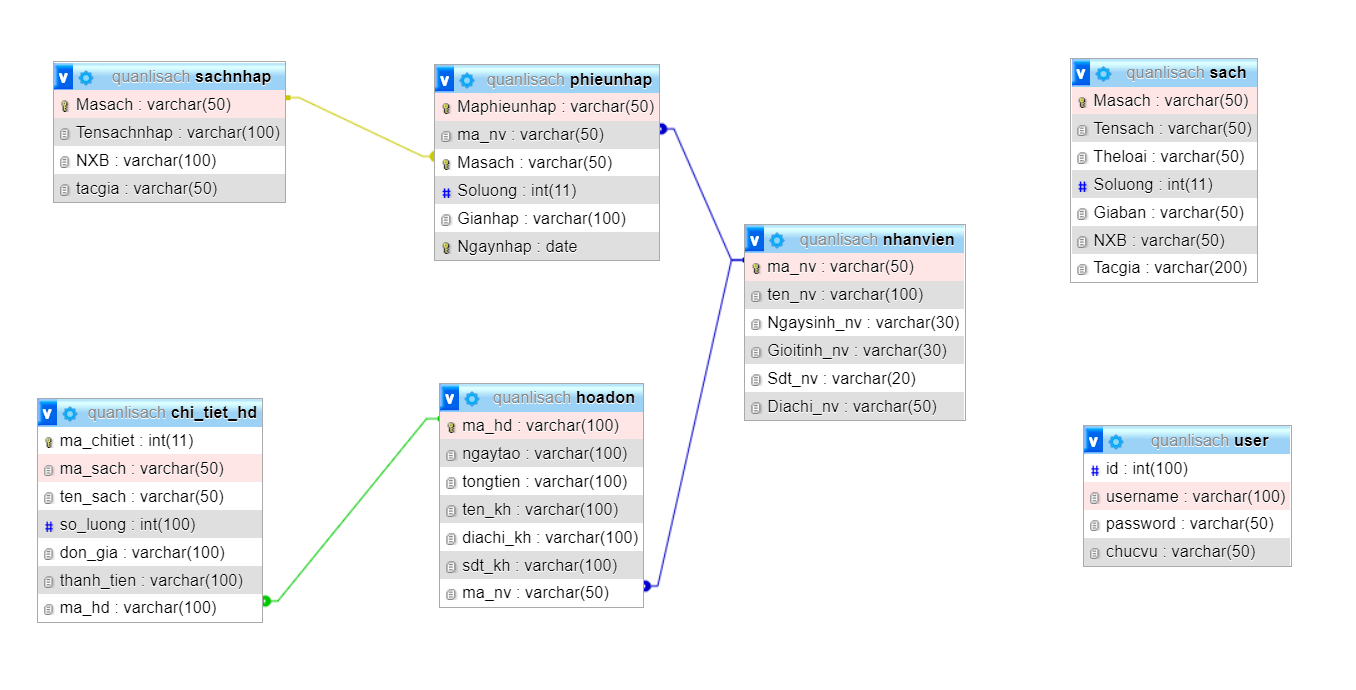 v quanlisach sachnhap
Masach : varchar(50)
Tensachnhap : varchar(100)
NXB : varchar(100)
tacgia : varchar(50)
v quanlisach phieunhap
Maphieunhap : varchar(50)
ma_nv : varchar(50)
Masach : varchar(50)
# Soluong : int(11)
Gianhap : varchar(100)
Ngaynhap : date
v quanlisach nhanvien
ma_nv : varchar(50)
ten_nv : varchar(100)
Ngaysinh_nv : varchar(30)
Gioitinh_nv : varchar(30)
Sdt_nv : varchar(20)
Diachi_nv : varchar(50)
v quanlisach sach
Masach : varchar(50)
Tensach : varchar(50)
Theloai : varchar(50)
# Soluong : int(11)
Giaban : varchar(50)
NXB : varchar(50)
Tacgia : varchar(200)
v quanlisach chi_tiet_hd
ma_chitiet : int(11)
ma_sach : varchar(50)
ten_sach : varchar(50)
# so_luong : int(100)
don_gia : varchar(100)
thanh_tien : varchar(100)
ma_hd : varchar(100)
v quanlisach hoadon
ma_hd : varchar(100)
ngaytao : varchar(100)
tongtien : varchar(100)
ten_kh : varchar(100)
diachi_kh : varchar(100)
sdt_kh : varchar(100)
ma_nv : varchar(50)
v quanlisach user
# id : int(100)
username : varchar(100)
password : varchar(50)
chucvu : varchar(50)